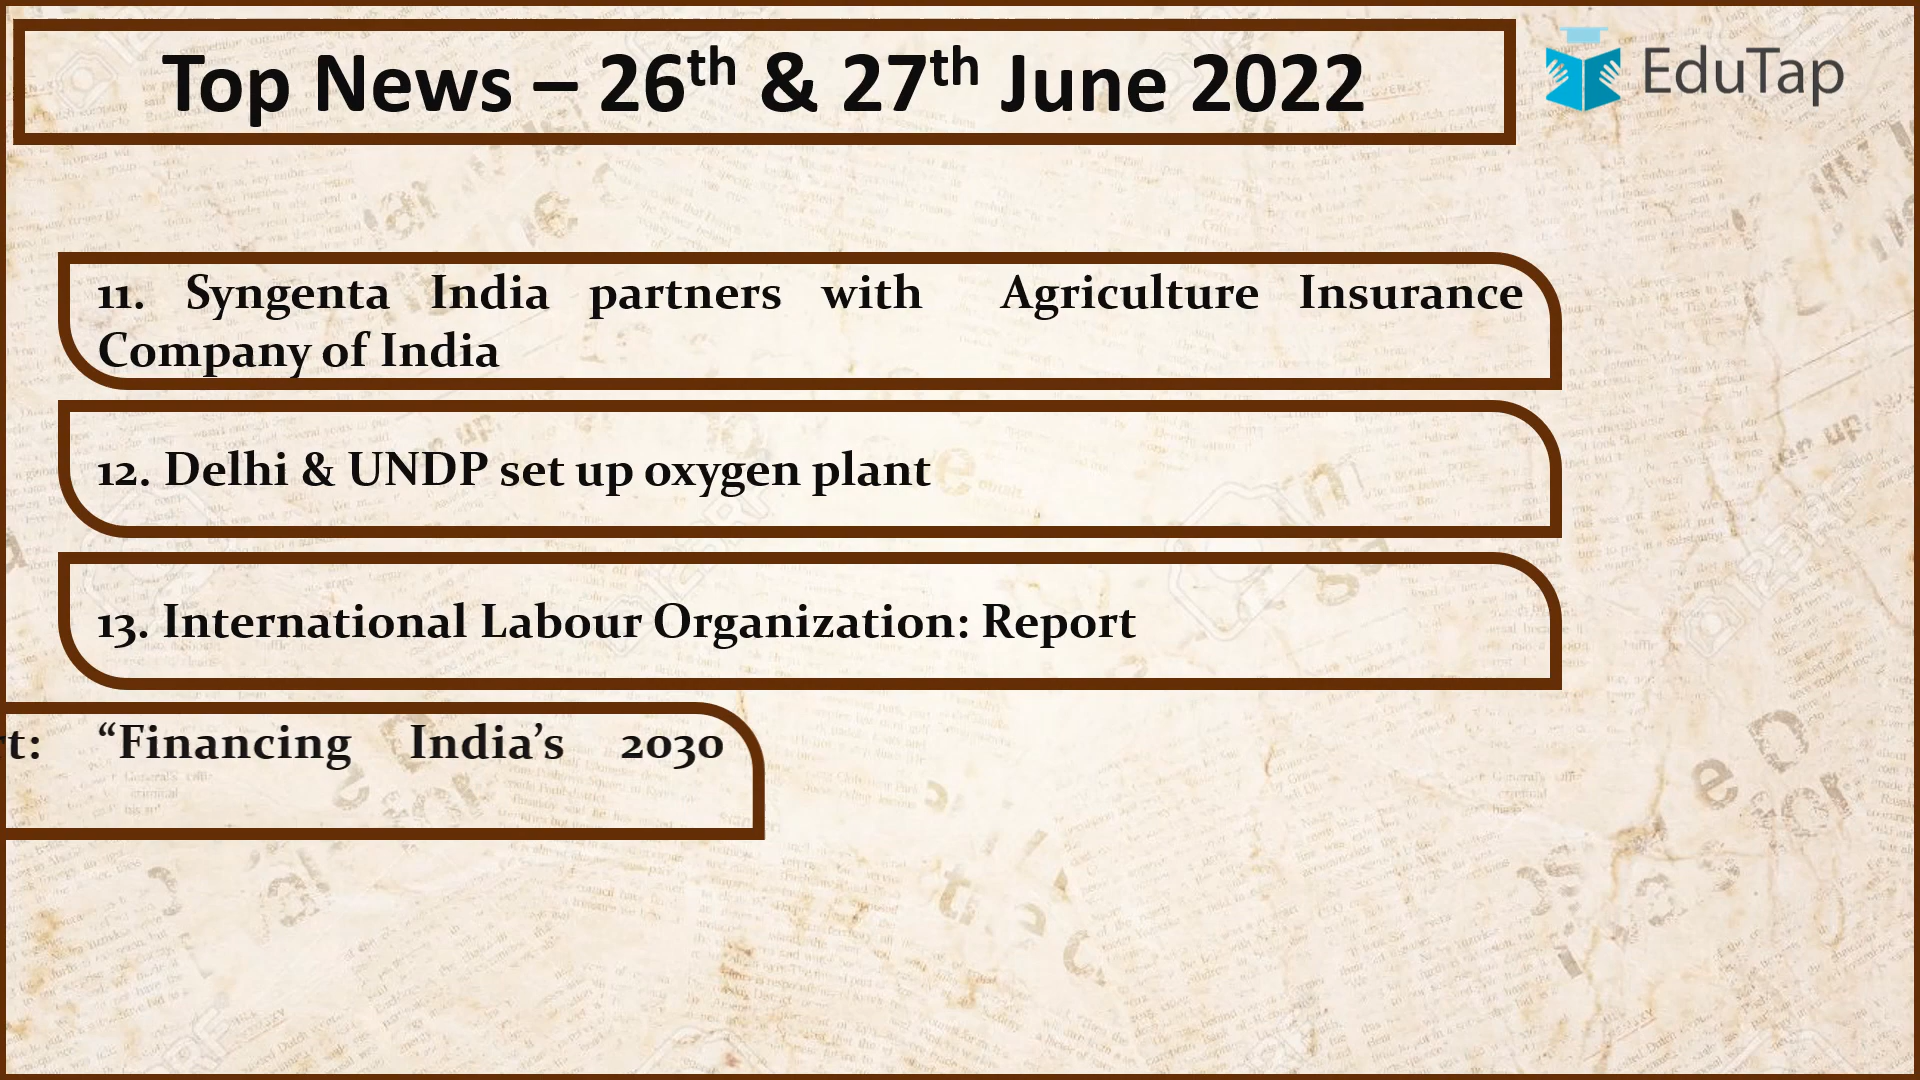 Top News – 26th & 27th June 2022
EduTap
11. Syngenta India partners with Agriculture Insurance
Company of India
12. Delhi & UNDP set up oxygen plant
13. International Labour Organization: Report
t: “Financing India’s 2030